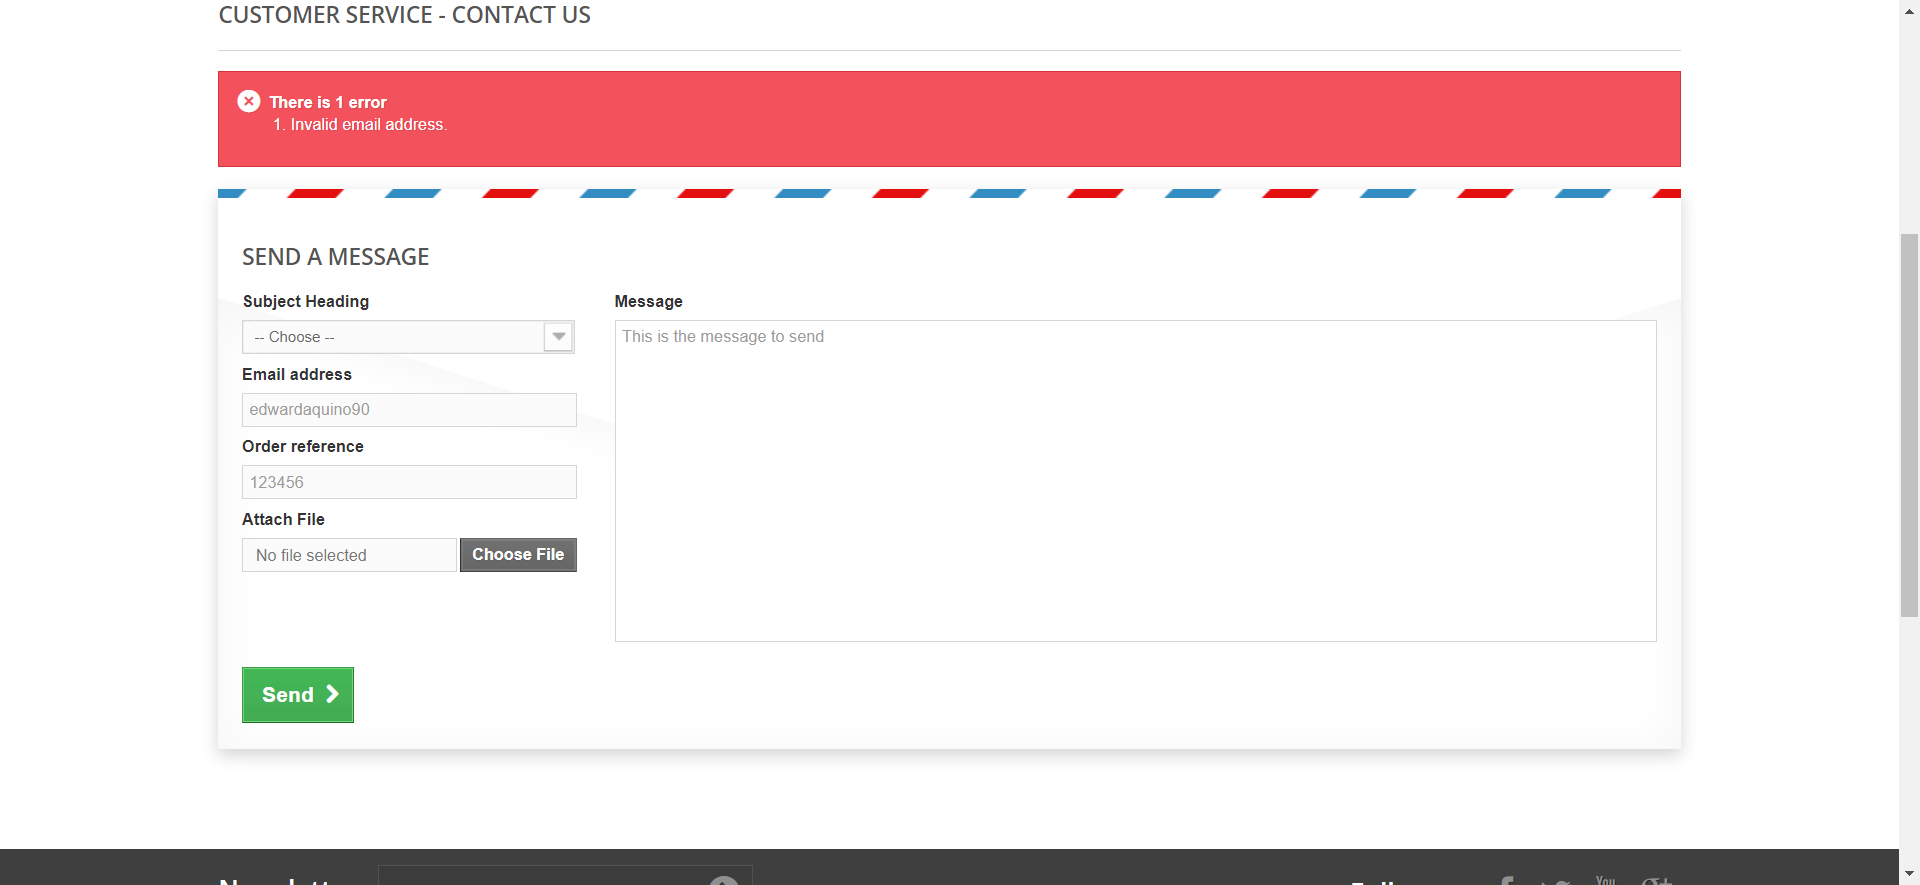 CUSTOMER SERVICE - CONTACT US
There is 1 error
1. Invalid email address.
SEND A MESSAGE
Subject Heading
-- Choose --
Email address
edwardaquino90
Order reference
123456
Attach File
No file selected
Choose File
Message
This is the message to send
Send
You